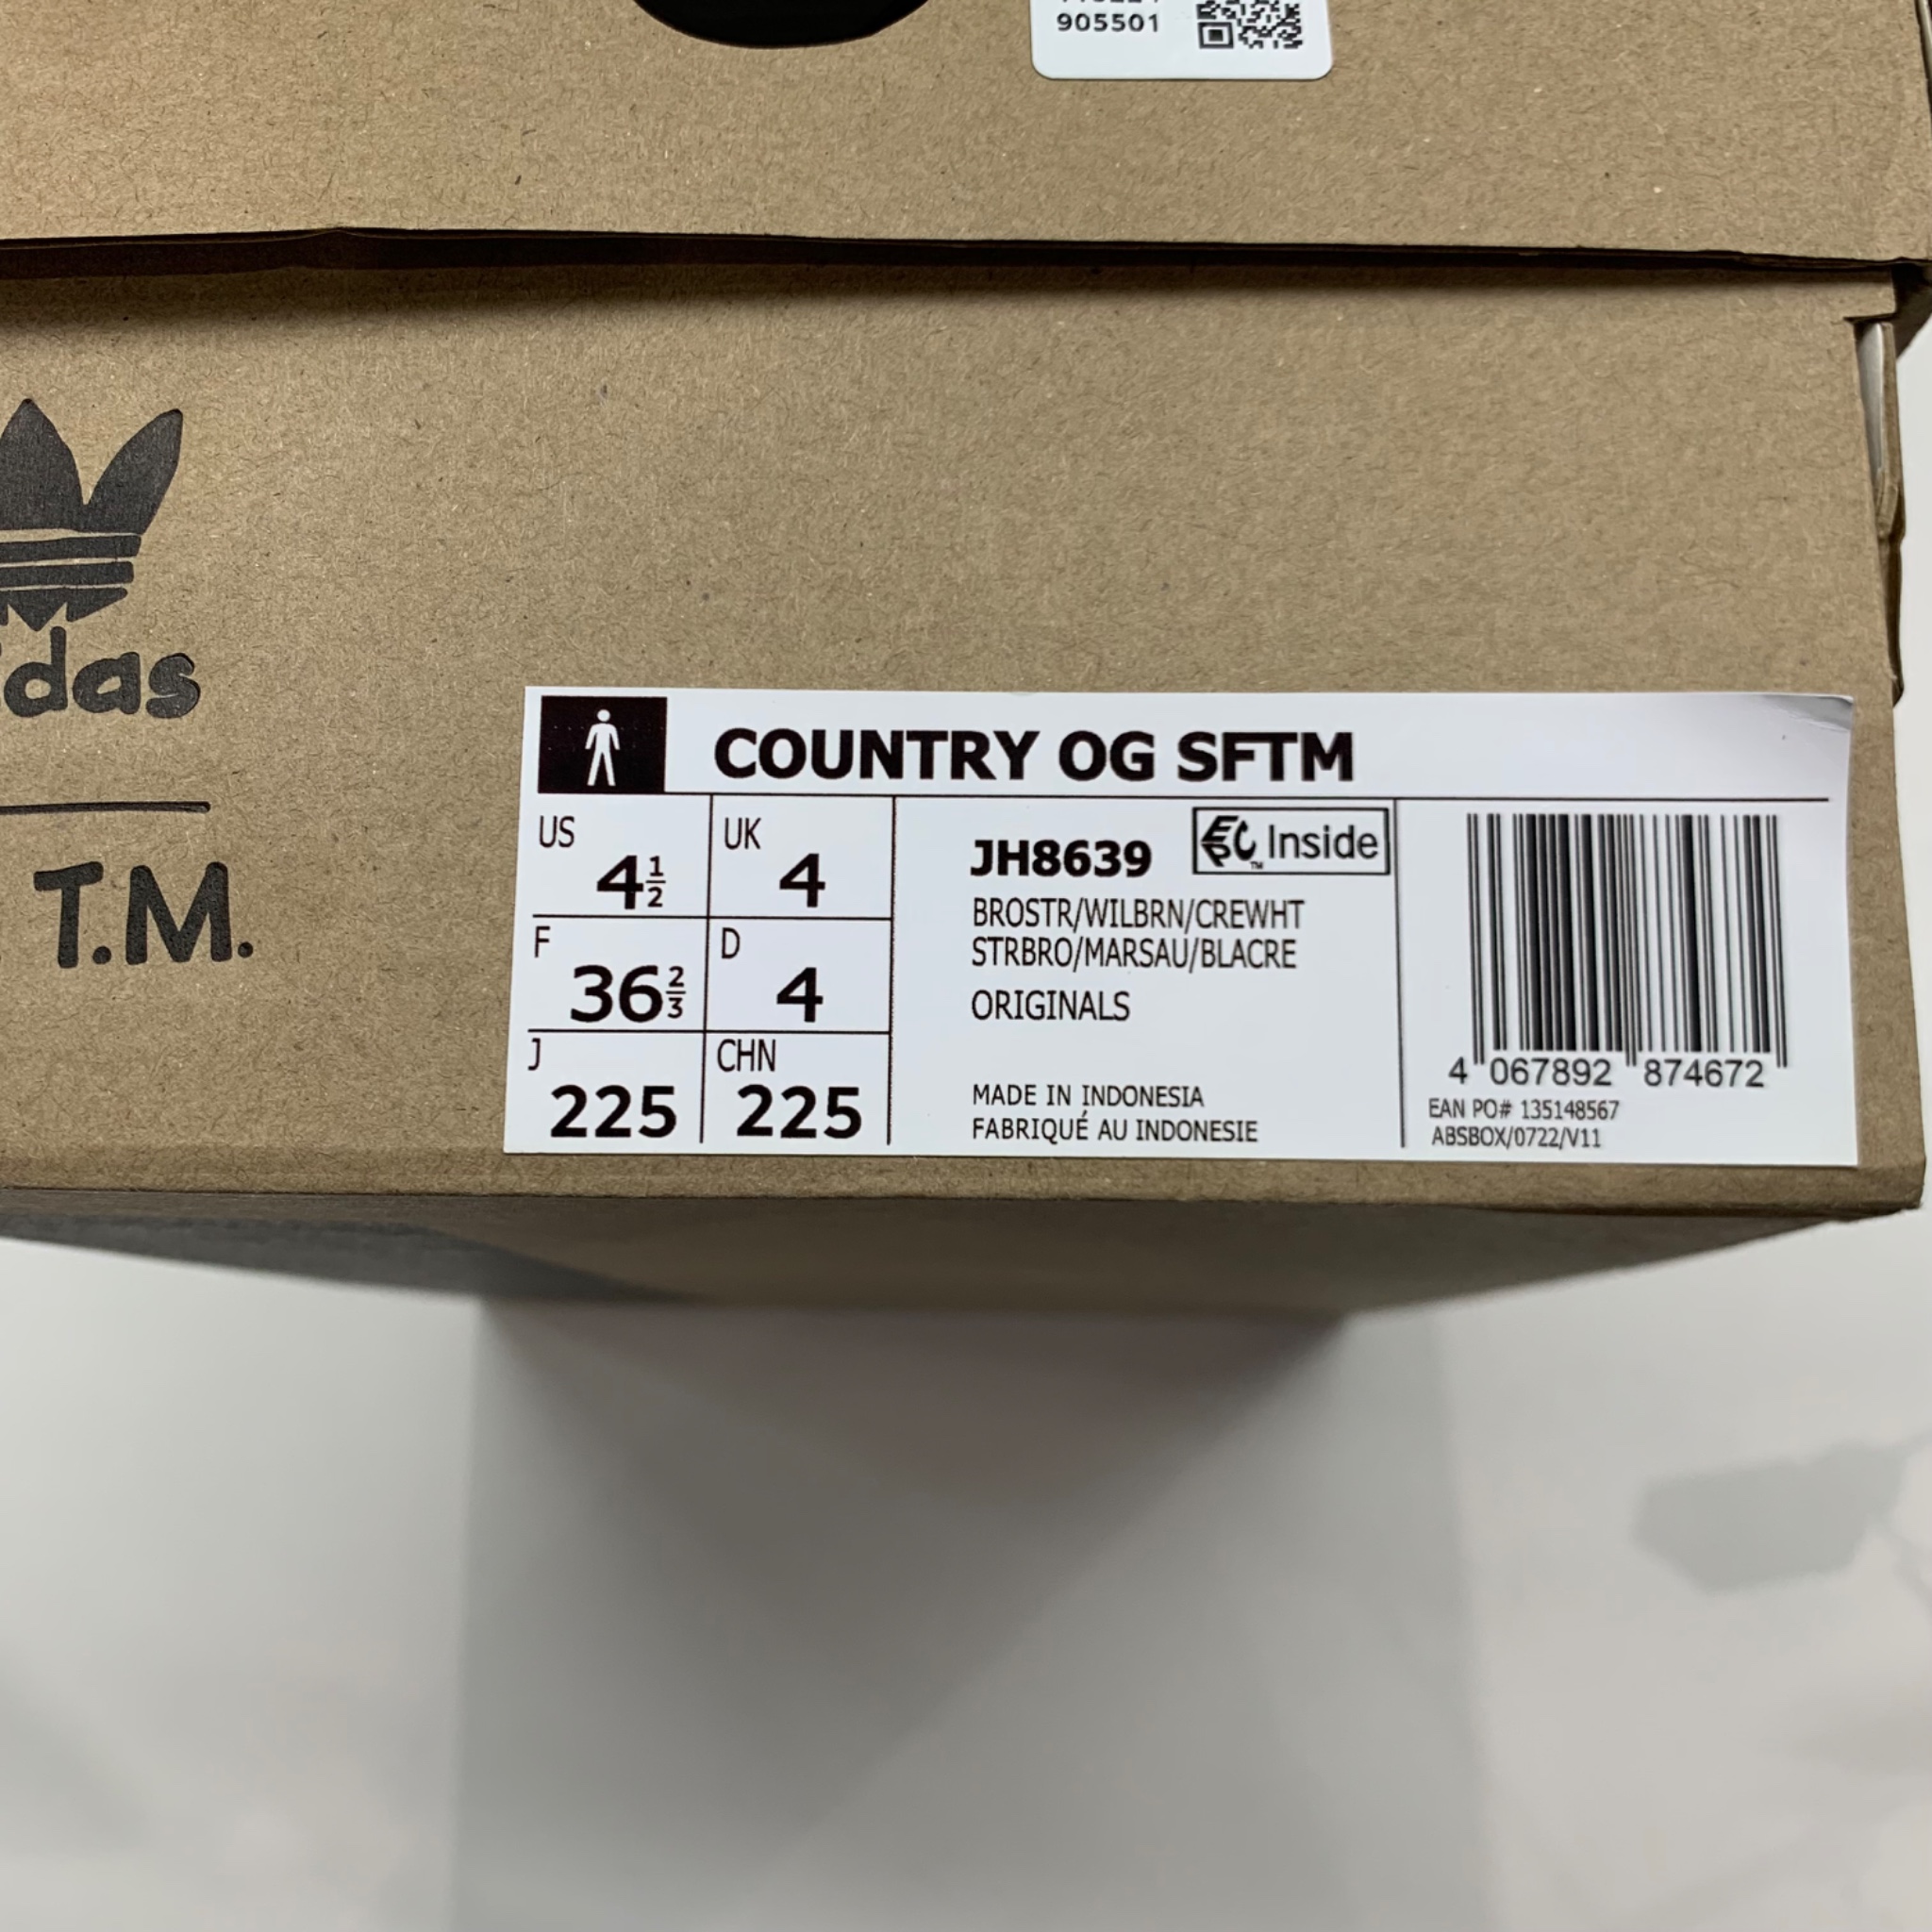 905501
das
T.M.
COUNTRY OG SFTM
US 4½ UK 4
F 36⅔ D 4
J 225 CHN 225
JH8639
Inside™
BROSTR/WILBRN/CREWHT
STRBRO/MARSAU/BLACRE
ORIGINALS
MADE IN INDONESIA
FABRIQUÉ AU INDONESIE
4 067892 874672
EAN PO# 135148567
ABSBOX/0722/V11